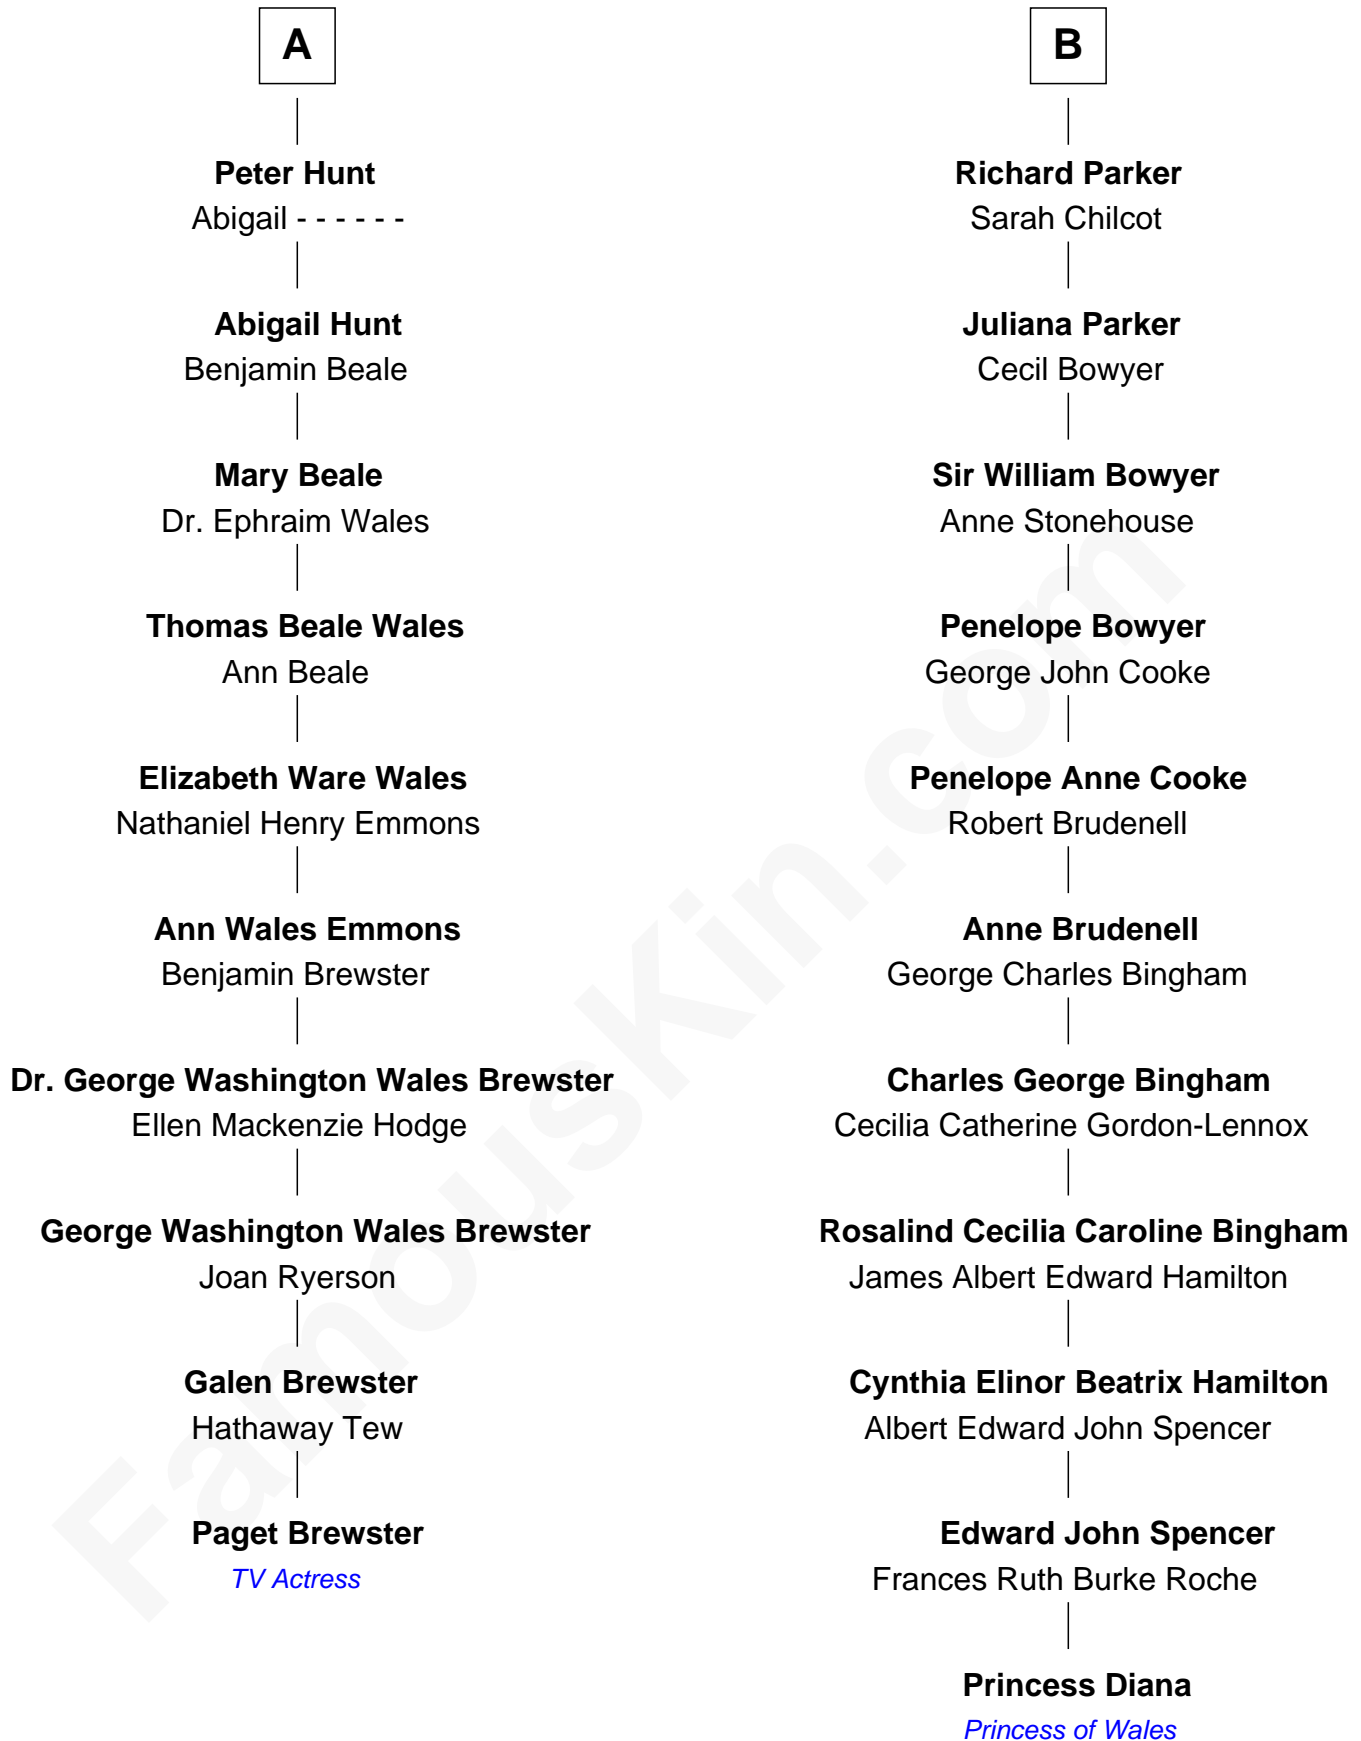 A
Peter Hunt
Abigail - - - - - -
Abigail Hunt
Benjamin Beale
Mary Beale
Dr. Ephraim Wales
Thomas Beale Wales
Ann Beale
Elizabeth Ware Wales
Nathaniel Henry Emmons
Ann Wales Emmons
Benjamin Brewster
Dr. George Washington Wales Brewster
Ellen Mackenzie Hodge
George Washington Wales Brewster
Joan Ryerson
Galen Brewster
Hathaway Tew
Paget Brewster
TV Actress
B
Richard Parker
Sarah Chilcot
Juliana Parker
Cecil Bowyer
Sir William Bowyer
Anne Stonehouse
Penelope Bowyer
George John Cooke
Penelope Anne Cooke
Robert Brudenell
Anne Brudenell
George Charles Bingham
Charles George Bingham
Cecilia Catherine Gordon-Lennox
Rosalind Cecilia Caroline Bingham
James Albert Edward Hamilton
Cynthia Elinor Beatrix Hamilton
Albert Edward John Spencer
Edward John Spencer
Frances Ruth Burke Roche
Princess Diana
Princess of Wales
FamousKin.com